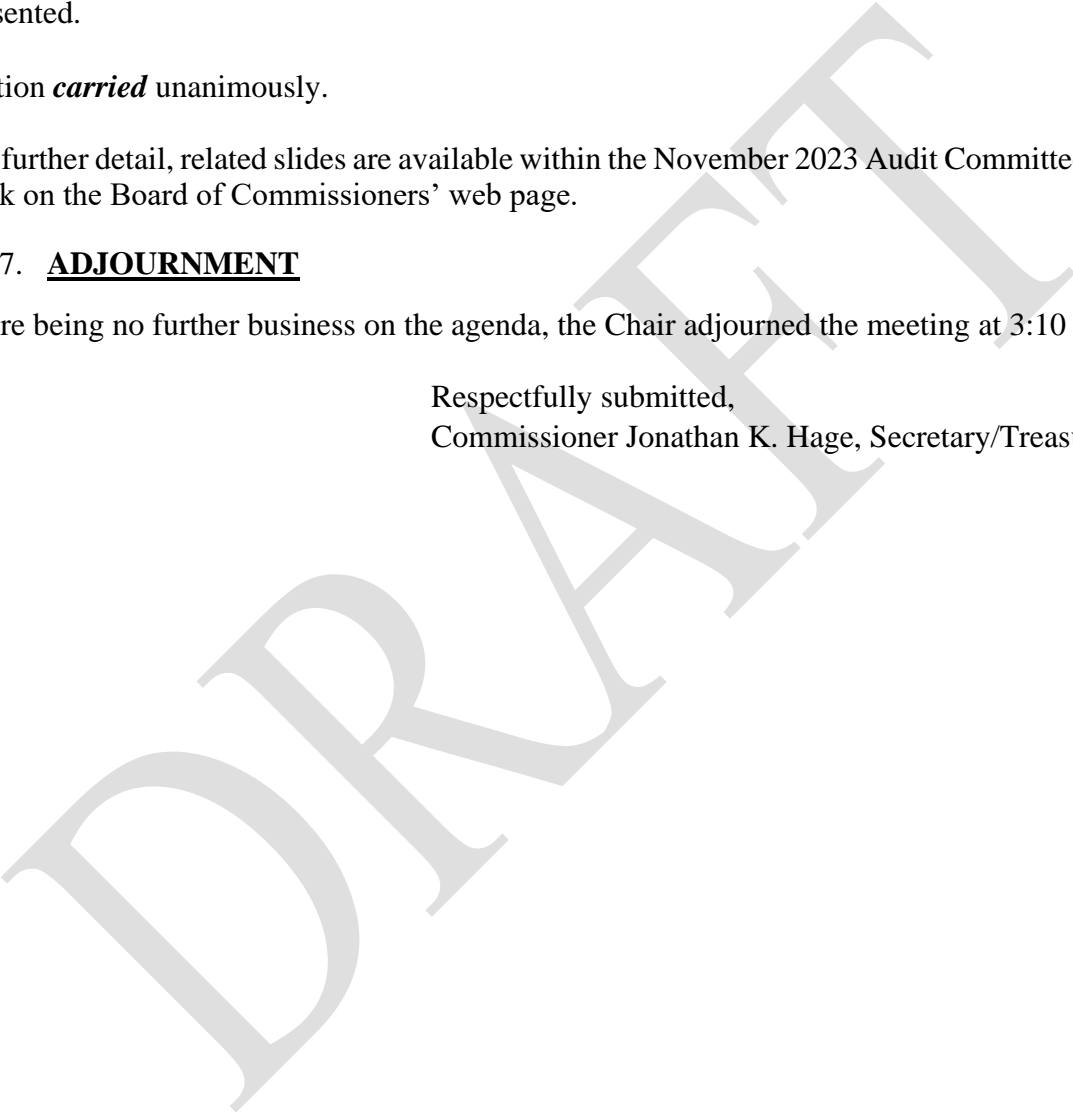 sented.
tion carried unanimously.
further detail, related slides are available within the November 2023 Audit Committe
k on the Board of Commissioners’ web page.
7. ADJOURNMENT
re being no further business on the agenda, the Chair adjourned the meeting at 3:10
Respectfully submitted,
Commissioner Jonathan K. Hage, Secretary/Treas
DRAFT